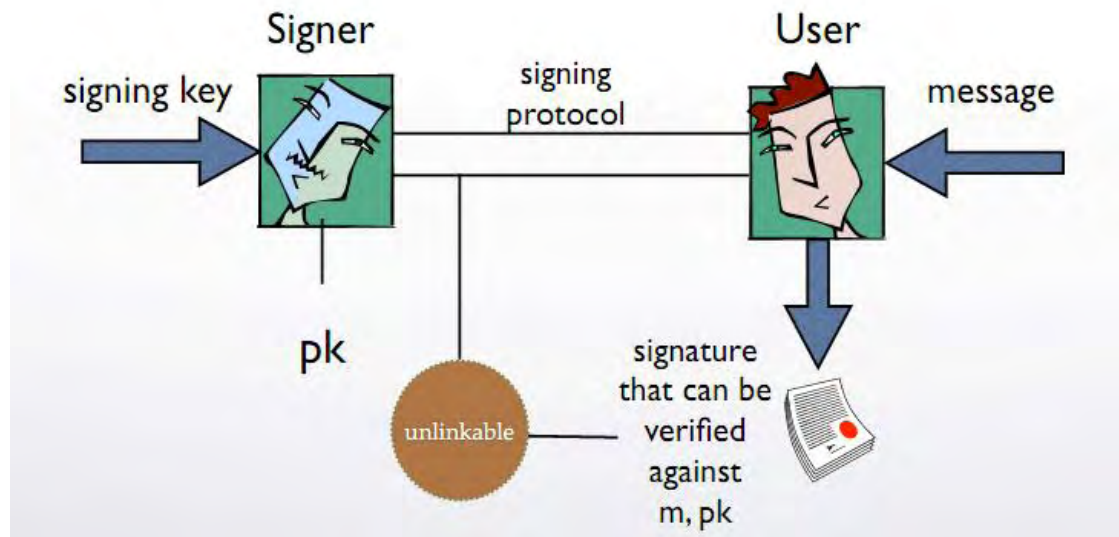 Signer
User
signing key
signing
protocol
message
pk
unlinkable
signature
that can be
verified
against
m, pk